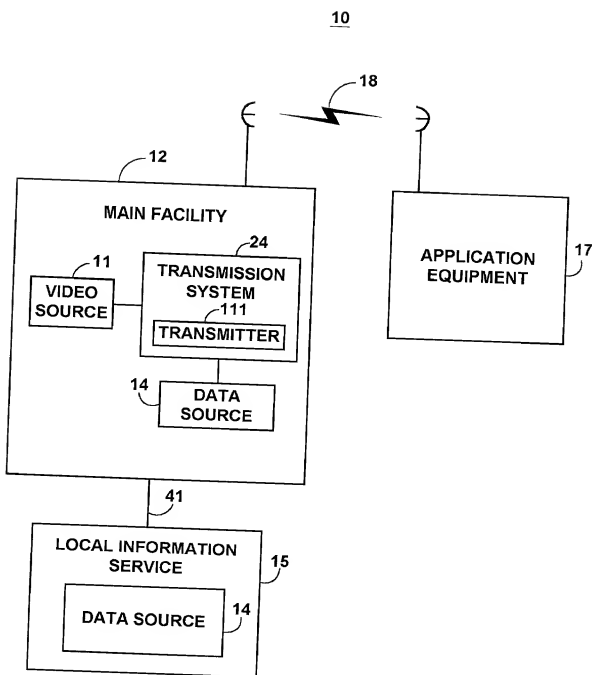 10
18
12
MAIN FACILITY
24
11
TRANSMISSION
SYSTEM
VIDEO
SOURCE
111
TRANSMITTER
14
DATA
SOURCE
APPLICATION
EQUIPMENT
17
41
LOCAL INFORMATION
SERVICE
15
DATA SOURCE
14